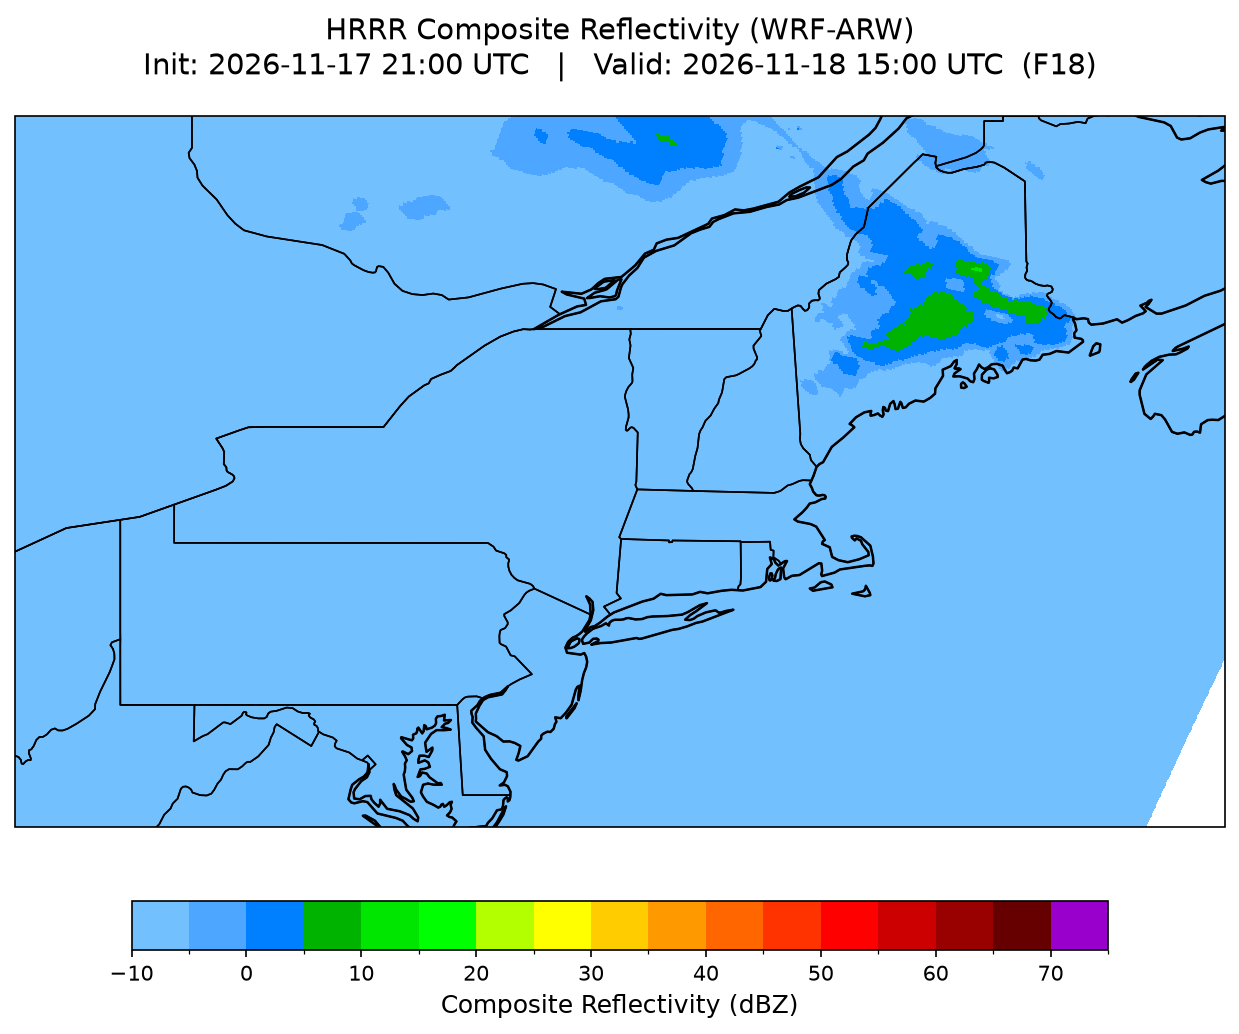 HRRR Composite Reflectivity (WRF-ARW)
Init: 2026-11-17 21:00 UTC | Valid: 2026-11-18 15:00 UTC (F18)
−10 0 10 20 30 40 50 60 70
Composite Reflectivity (dBZ)